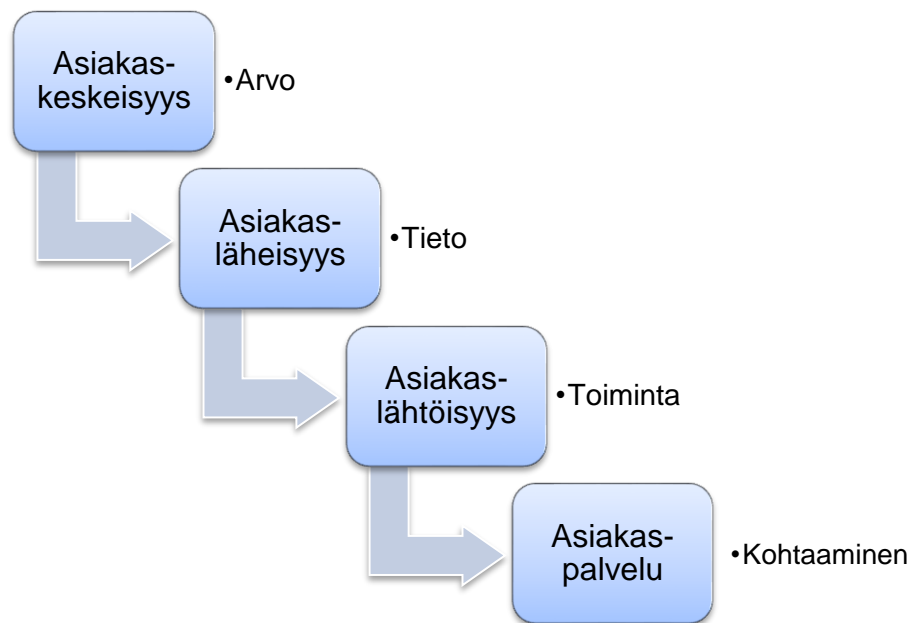 Asiakas-
keskeisyys
•Arvo
Asiakas-
läheisyys
•Tieto
Asiakas-
lähtöisyys
•Toiminta
Asiakas-
palvelu
•Kohtaaminen